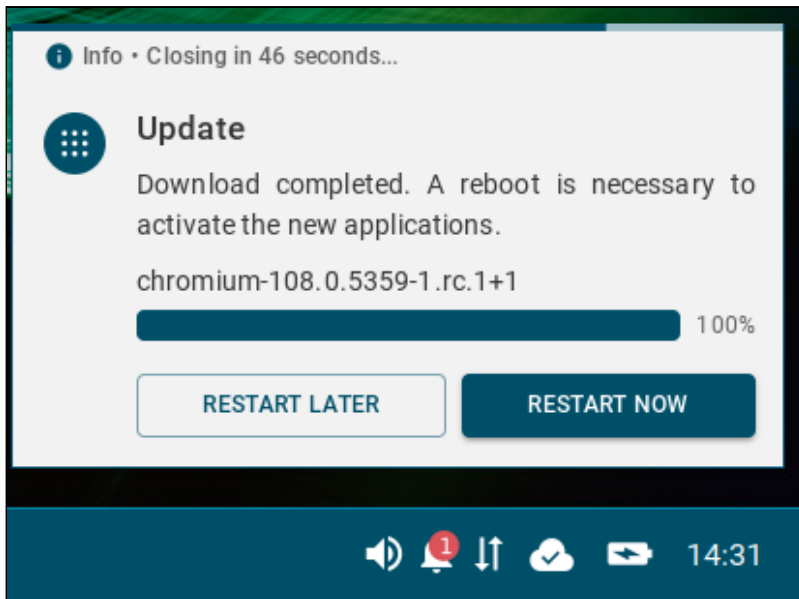 Info • Closing in 46 seconds...
Update
Download completed. A reboot is necessary to
activate the new applications.
chromium-108.0.5359-1.rc.1+1
100%
RESTART LATER
RESTART NOW
1
14:31